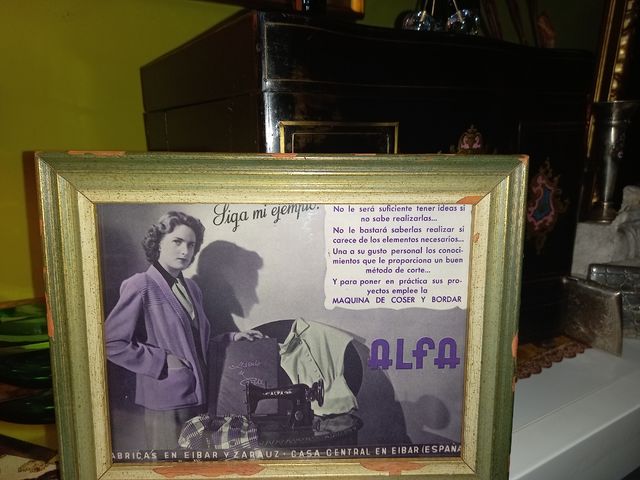 Siga mi ejemplo.
No le será suficiente tener ideas si
no sabe realizarlas...
No le bastará saberlas realizar si
carece de los elementos necesarios...
Una a su gusto personal los conoci-
mientos que le proporciona un buen
método de corte...
Y para poner en práctica sus pro-
yectos emplee la
MAQUINA DE COSER Y BORDAR
ALFA
ALFA
ABRICAS EN EIBAR Y ZARAUZ - CASA CENTRAL EN EIBAR (ESPAÑA